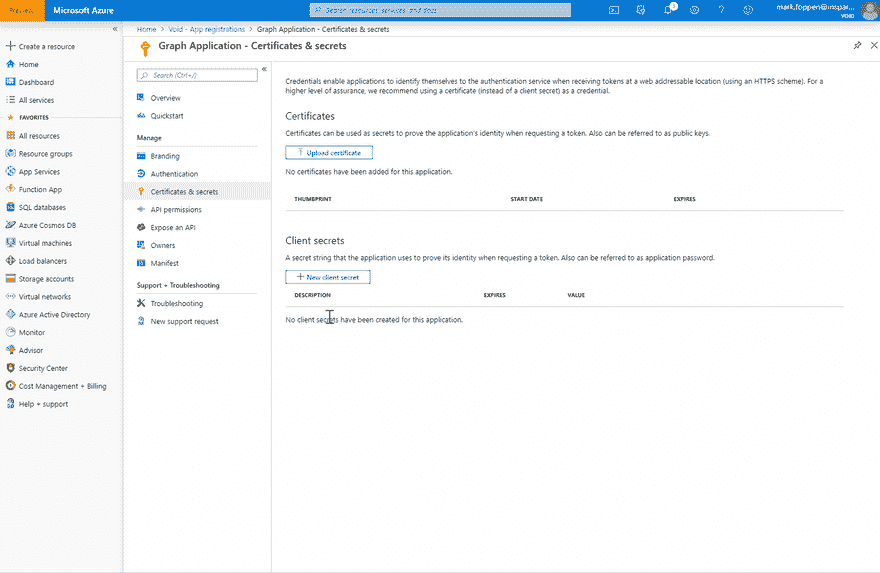 Preview
Microsoft Azure
Search resources, services, and docs
1
?
mark.foppen@inspar...
VOID
«
Create a resource
Home
Dashboard
All services
FAVORITES
All resources
Resource groups
App Services
Function App
SQL databases
Azure Cosmos DB
Virtual machines
Load balancers
Storage accounts
Virtual networks
Azure Active Directory
Monitor
Advisor
Security Center
Cost Management + Billing
Help + support
Home > Void - App registrations > Graph Application - Certificates & secrets
Graph Application - Certificates & secrets
Search (Ctrl+/)
«
Overview
Quickstart
Manage
Branding
Authentication
Certificates & secrets
API permissions
Expose an API
Owners
Manifest
Support + Troubleshooting
Troubleshooting
New support request
Credentials enable applications to identify themselves to the authentication service when receiving tokens at a web addressable location (using an HTTPS scheme). For a
higher level of assurance, we recommend using a certificate (instead of a client secret) as a credential.
Certificates
Certificates can be used as secrets to prove the application's identity when requesting a token. Also can be referred to as public keys.
Upload certificate
No certificates have been added for this application.
THUMBPRINT START DATE EXPIRES
Client secrets
A secret string that the application uses to prove its identity when requesting a token. Also can be referred to as application password.
+ New client secret
DESCRIPTION EXPIRES VALUE
No client secrets have been created for this application.